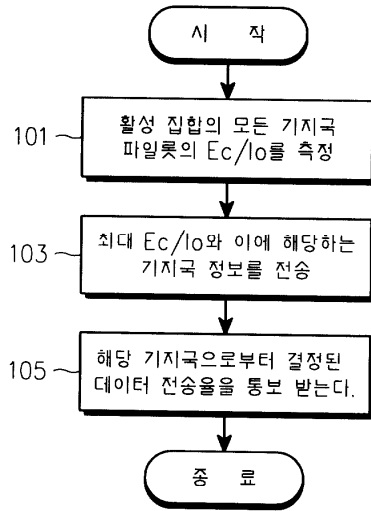 시 작
101
활성 집합의 모든 기지국
파일롯의 Ec/Io를 측정
103
최대 Ec/Io와 이에 해당하는
기지국 정보를 전송
105
해당 기지국으로부터 결정된
데이터 전송율을 통보 받는다.
종 료